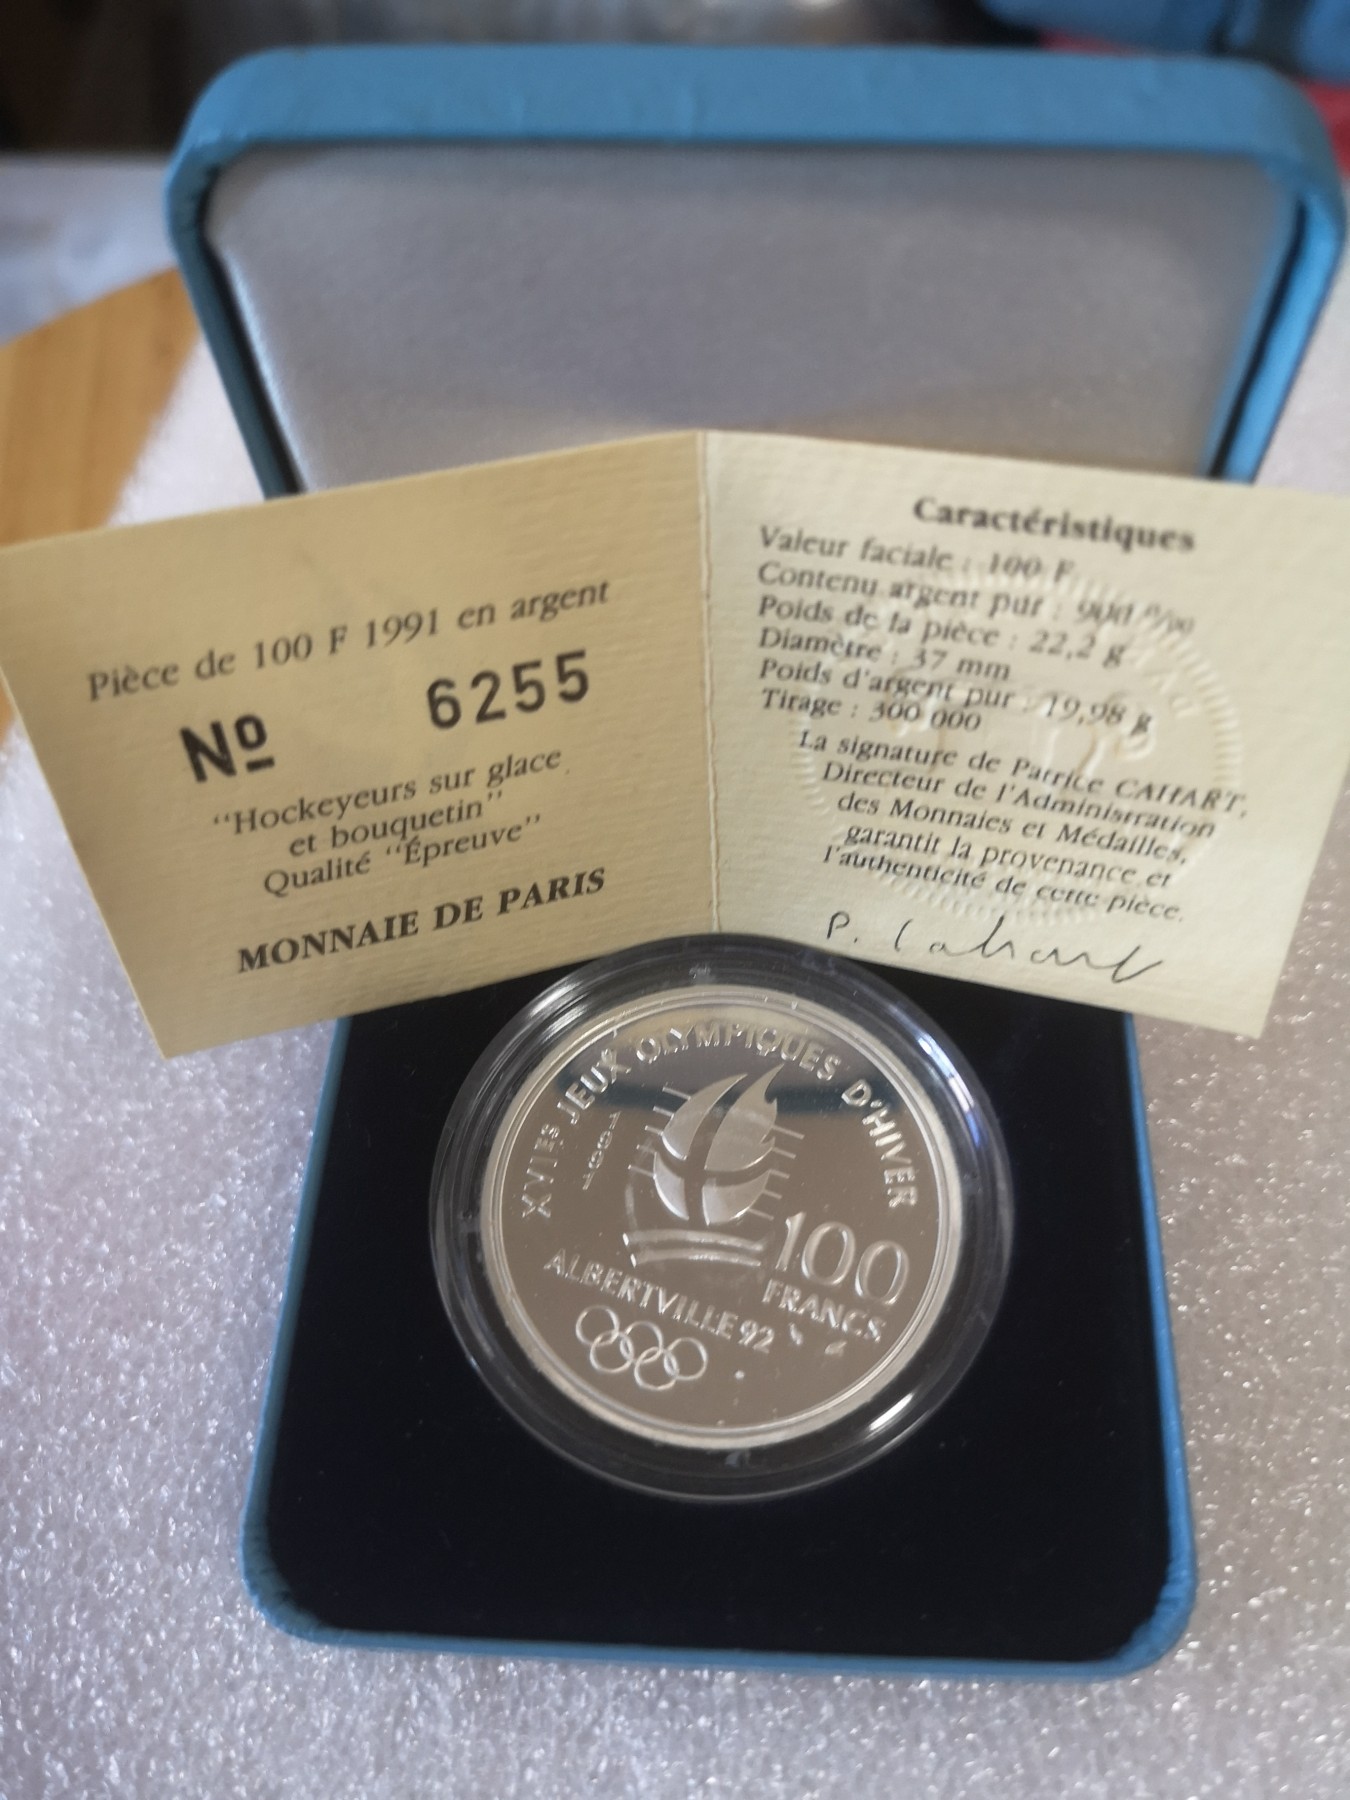 Pièce de 100 F 1991 en argent
Nº 6255
‘‘Hockeyeurs sur glace
et bouquetin’’
Qualité ‘‘Épreuve’’
MONNAIE DE PARIS
Caractéristiques
Valeur faciale : 100 F
Contenu argent pur : 900 º/₀₀
Poids de la pièce : 22,2 g
Diamètre : 37 mm
Poids d'argent pur : 19,98 g
Tirage : 300 000
La signature de Patrice CAHART,
Directeur de l'Administration
des Monnaies et Médailles,
garantit la provenance et
l'authenticité de cette pièce.
P. Cahart
XVIES JEUX OLYMPIQUES D'HIVER
1991
100
FRANCS
ALBERTVILLE 92